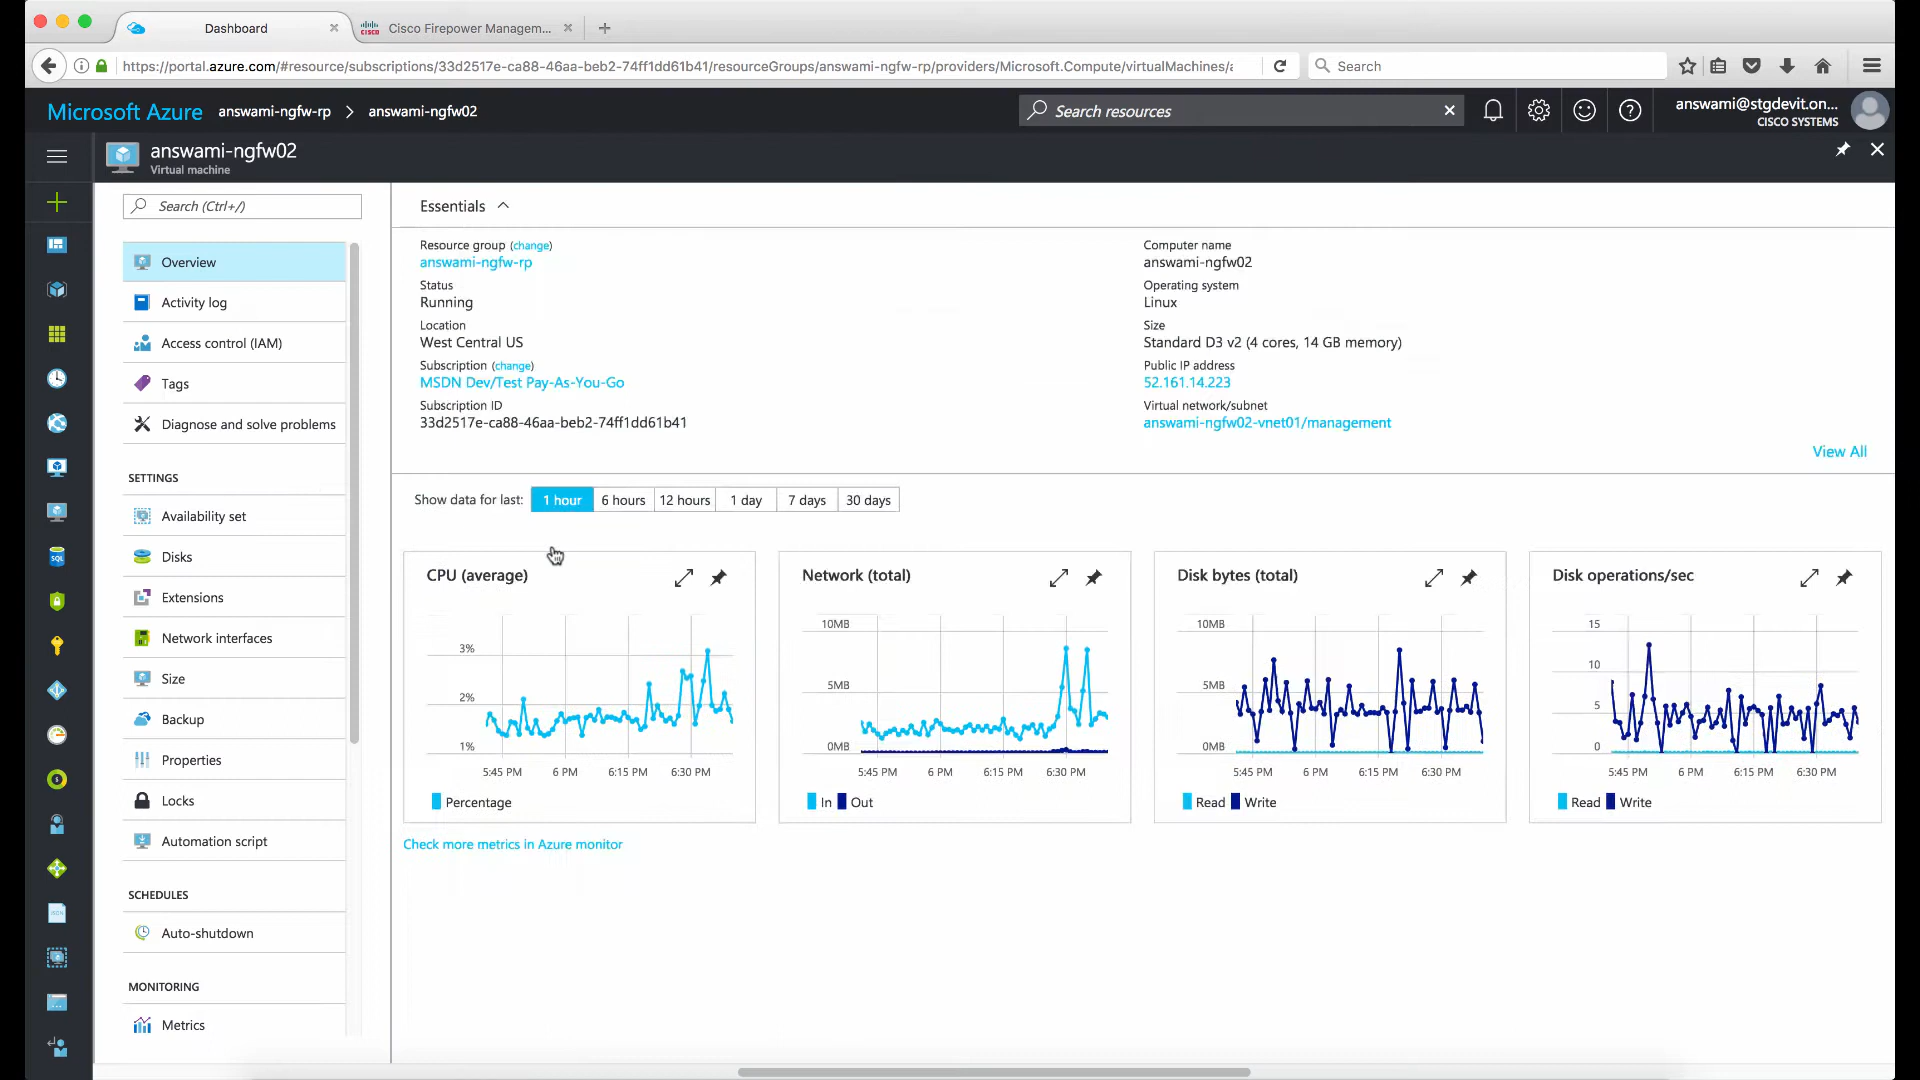 Dashboard
Cisco Firepower Managem...
https://portal.azure.com/#resource/subscriptions/33d2517e-ca88-46aa-beb2-74ff1dd61b41/resourceGroups/answami-ngfw-rp/providers/Microsoft.Compute/virtualMachines/a
Search
Microsoft Azure answami-ngfw-rp > answami-ngfw02
Search resources
answami@stgdevit.on...
CISCO SYSTEMS
answami-ngfw02
Virtual machine
Search (Ctrl+/)
Overview
Activity log
Access control (IAM)
Tags
Diagnose and solve problems
SETTINGS
Availability set
Disks
Extensions
Network interfaces
Size
Backup
Properties
Locks
Automation script
SCHEDULES
Auto-shutdown
MONITORING
Metrics
Essentials
Resource group (change)
answami-ngfw-rp
Status
Running
Location
West Central US
Subscription (change)
MSDN Dev/Test Pay-As-You-Go
Subscription ID
33d2517e-ca88-46aa-beb2-74ff1dd61b41
Computer name
answami-ngfw02
Operating system
Linux
Size
Standard D3 v2 (4 cores, 14 GB memory)
Public IP address
52.161.14.223
Virtual network/subnet
answami-ngfw02-vnet01/management
View All
Show data for last: 1 hour 6 hours 12 hours 1 day 7 days 30 days
CPU (average)
3%
2%
1%
5:45 PM 6 PM 6:15 PM 6:30 PM
Percentage
Network (total)
10MB
5MB
0MB
5:45 PM 6 PM 6:15 PM 6:30 PM
In Out
Disk bytes (total)
10MB
5MB
0MB
5:45 PM 6 PM 6:15 PM 6:30 PM
Read Write
Disk operations/sec
15
10
5
0
5:45 PM 6 PM 6:15 PM 6:30 PM
Read Write
Check more metrics in Azure monitor